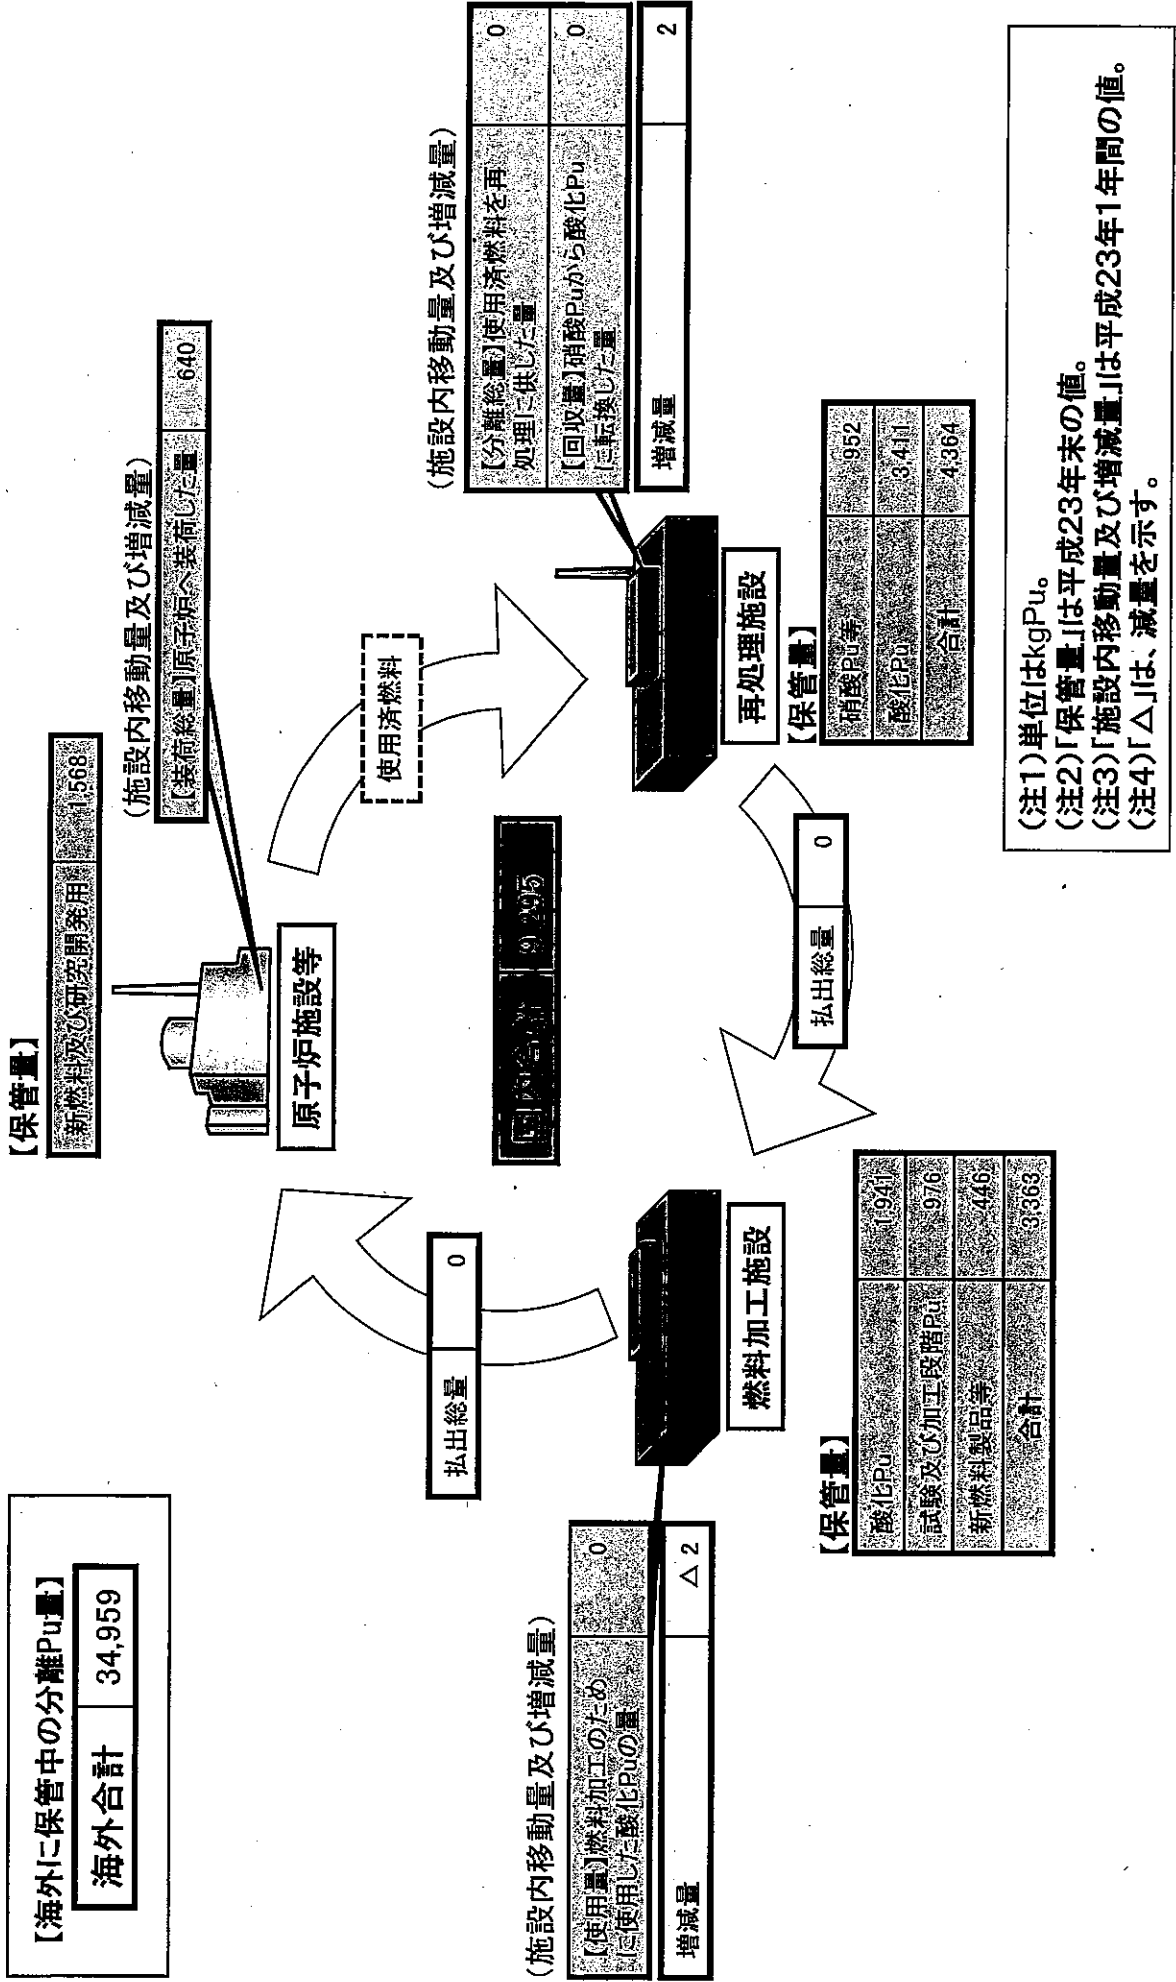 【海外に保管中の分離Pu量】
海外合計 34,959
【保管量】
新燃料及び研究開発用 1,568
原子炉施設等
(施設内移動量及び増減量)
【装荷総量】原子炉へ装荷した量 640
払出総量 0
使用済燃料
国内合計 9,295
(施設内移動量及び増減量)
【使用量】燃料加工のため
に使用した酸化Puの量 0
増減量 △2
燃料加工施設
【保管量】
酸化Pu 1,941
試験及び加工段階Pu 976
新燃料製品等 446
合計 3,363
払出総量 0
(施設内移動量及び増減量)
【分離総量】使用済燃料を再
処理に供した量 0
【回収量】硝酸Puから酸化Pu
に転換した量 0
増減量 2
再処理施設
【保管量】
硝酸Pu等 952
酸化Pu 3,411
合計 4,364
(注1)単位はkgPu。
(注2)「保管量」は平成23年末の値。
(注3)「施設内移動量及び増減量」は平成23年1年間の値。
(注4)「△」は、減量を示す。